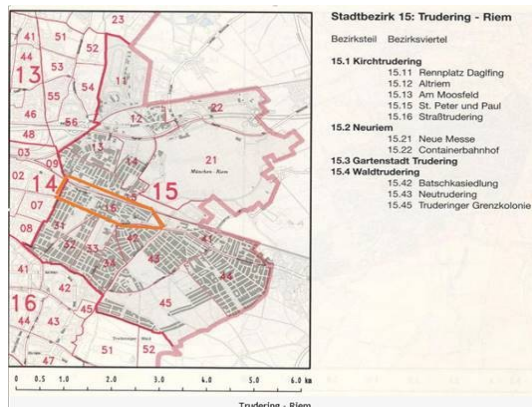 Stadtbezirk 15: Trudering - Riem
Bezirksteil Bezirksviertel
15.1 Kirchtrudering
15.11 Rennplatz Daglfing
15.12 Altriem
15.13 Am Moosfeld
15.15 St. Peter und Paul
15.16 Straßtrudering
15.2 Neuriem
15.21 Neue Messe
15.22 Containerbahnhof
15.3 Gartenstadt Trudering
15.4 Waldtrudering
15.42 Batschkasiedlung
15.43 Neutrudering
15.45 Truderinger Grenzkolonie
23
41
51
52
44
13
53
54
11
55
46
56
48
12
22
03
13
14
21
München - Riem
09
02
14
15
07
16
08
31
32
33
42
41
34
43
44
41
42
16
45
44
43
45
47
51
52
0 0.5 1.0 2.0 3.0 4.0 5.0 6.0 km
Trudering - Riem